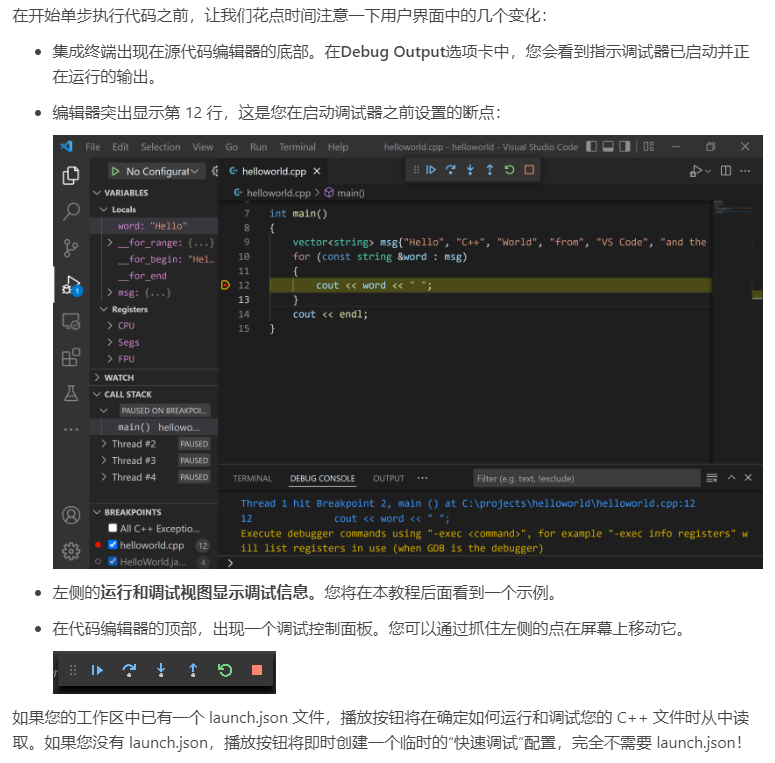 在开始单步执行代码之前，让我们花点时间注意一下用户界面中的几个变化：
集成终端出现在源代码编辑器的底部。在Debug Output选项卡中，您会看到指示调试器已启动并正
在运行的输出。
编辑器突出显示第 12 行，这是您在启动调试器之前设置的断点：
File Edit Selection View Go Run Terminal Help helloworld.cpp - helloworld - Visual Studio Code
No Configurat
helloworld.cpp
helloworld.cpp > main()
VARIABLES
Locals
word: "Hello"
__for_range: {...}
__for_begin: "Hel...
__for_end
msg: {...}
Registers
CPU
Segs
FPU
WATCH
CALL STACK
PAUSED ON BREAKPOI...
main() hellowo...
Thread #2 PAUSED
Thread #3 PAUSED
Thread #4 PAUSED
BREAKPOINTS
All C++ Exceptio...
helloworld.cpp 12
HelloWorld.ja... 4
1
7 int main()
8 {
9 vector<string> msg{"Hello", "C++", "World", "from", "VS Code", "and the
10 for (const string &word : msg)
11 {
12 cout << word << " ";
13 }
14 cout << endl;
15 }
TERMINAL DEBUG CONSOLE OUTPUT ... Filter (e.g. text, !exclude)
Thread 1 hit Breakpoint 2, main () at C:\projects\helloworld\helloworld.cpp:12
12 cout << word << " ";
Execute debugger commands using "-exec <command>", for example "-exec info registers" w
ill list registers in use (when GDB is the debugger)
>
左侧的运行和调试视图显示调试信息。您将在本教程后面看到一个示例。
在代码编辑器的顶部，出现一个调试控制面板。您可以通过抓住左侧的点在屏幕上移动它。
如果您的工作区中已有一个 launch.json 文件，播放按钮将在确定如何运行和调试您的 C++ 文件时从中读
取。如果您没有 launch.json，播放按钮将即时创建一个临时的“快速调试”配置，完全不需要 launch.json！